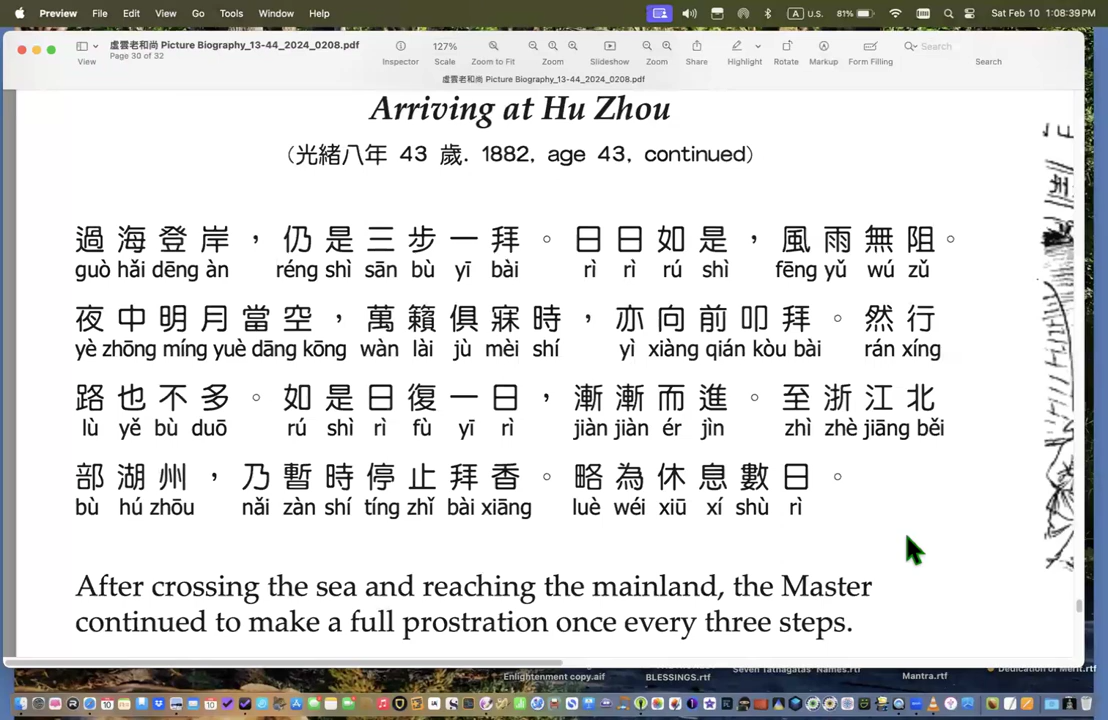 Preview File Edit View Go Tools Window Help U.S. 81% Sat Feb 10 1:08:39 PM
虛雲老和尚 Picture Biography_13-44_2024_0208.pdf
Page 30 of 32
127%
Search
View Inspector Scale Zoom to Fit Zoom Slideshow Zoom Share Highlight Rotate Markup Form Filling Search
虛雲老和尚 Picture Biography_13-44_2024_0208.pdf
Arriving at Hu Zhou
(光緒八年 43 歲. 1882, age 43, continued)
過海登岸，仍是三步一拜。日日如是，風雨無阻。
guò hǎi dēng àn réng shì sān bù yī bài rì rì rú shì fēng yǔ wú zǔ
夜中明月當空，萬籟俱寐時，亦向前叩拜。然行
yè zhōng míng yuè dāng kōng wàn lài jù mèi shí yì xiàng qián kòu bài rán xíng
路也不多。如是日復一日，漸漸而進。至浙江北
lù yě bù duō rú shì rì fù yī rì jiàn jiàn ér jìn zhì zhè jiāng běi
部湖州，乃暫時停止拜香。略為休息數日。
bù hú zhōu nǎi zàn shí tíng zhǐ bài xiāng luè wéi xiū xí shù rì
After crossing the sea and reaching the mainland, the Master
continued to make a full prostration once every three steps.
Enlightenment copy.aif
BLESSINGS.rtf
Seven Tathagatas' Names.rtf
Mantra.rtf
Dedication of Merit.rtf